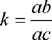 k = ab/ac